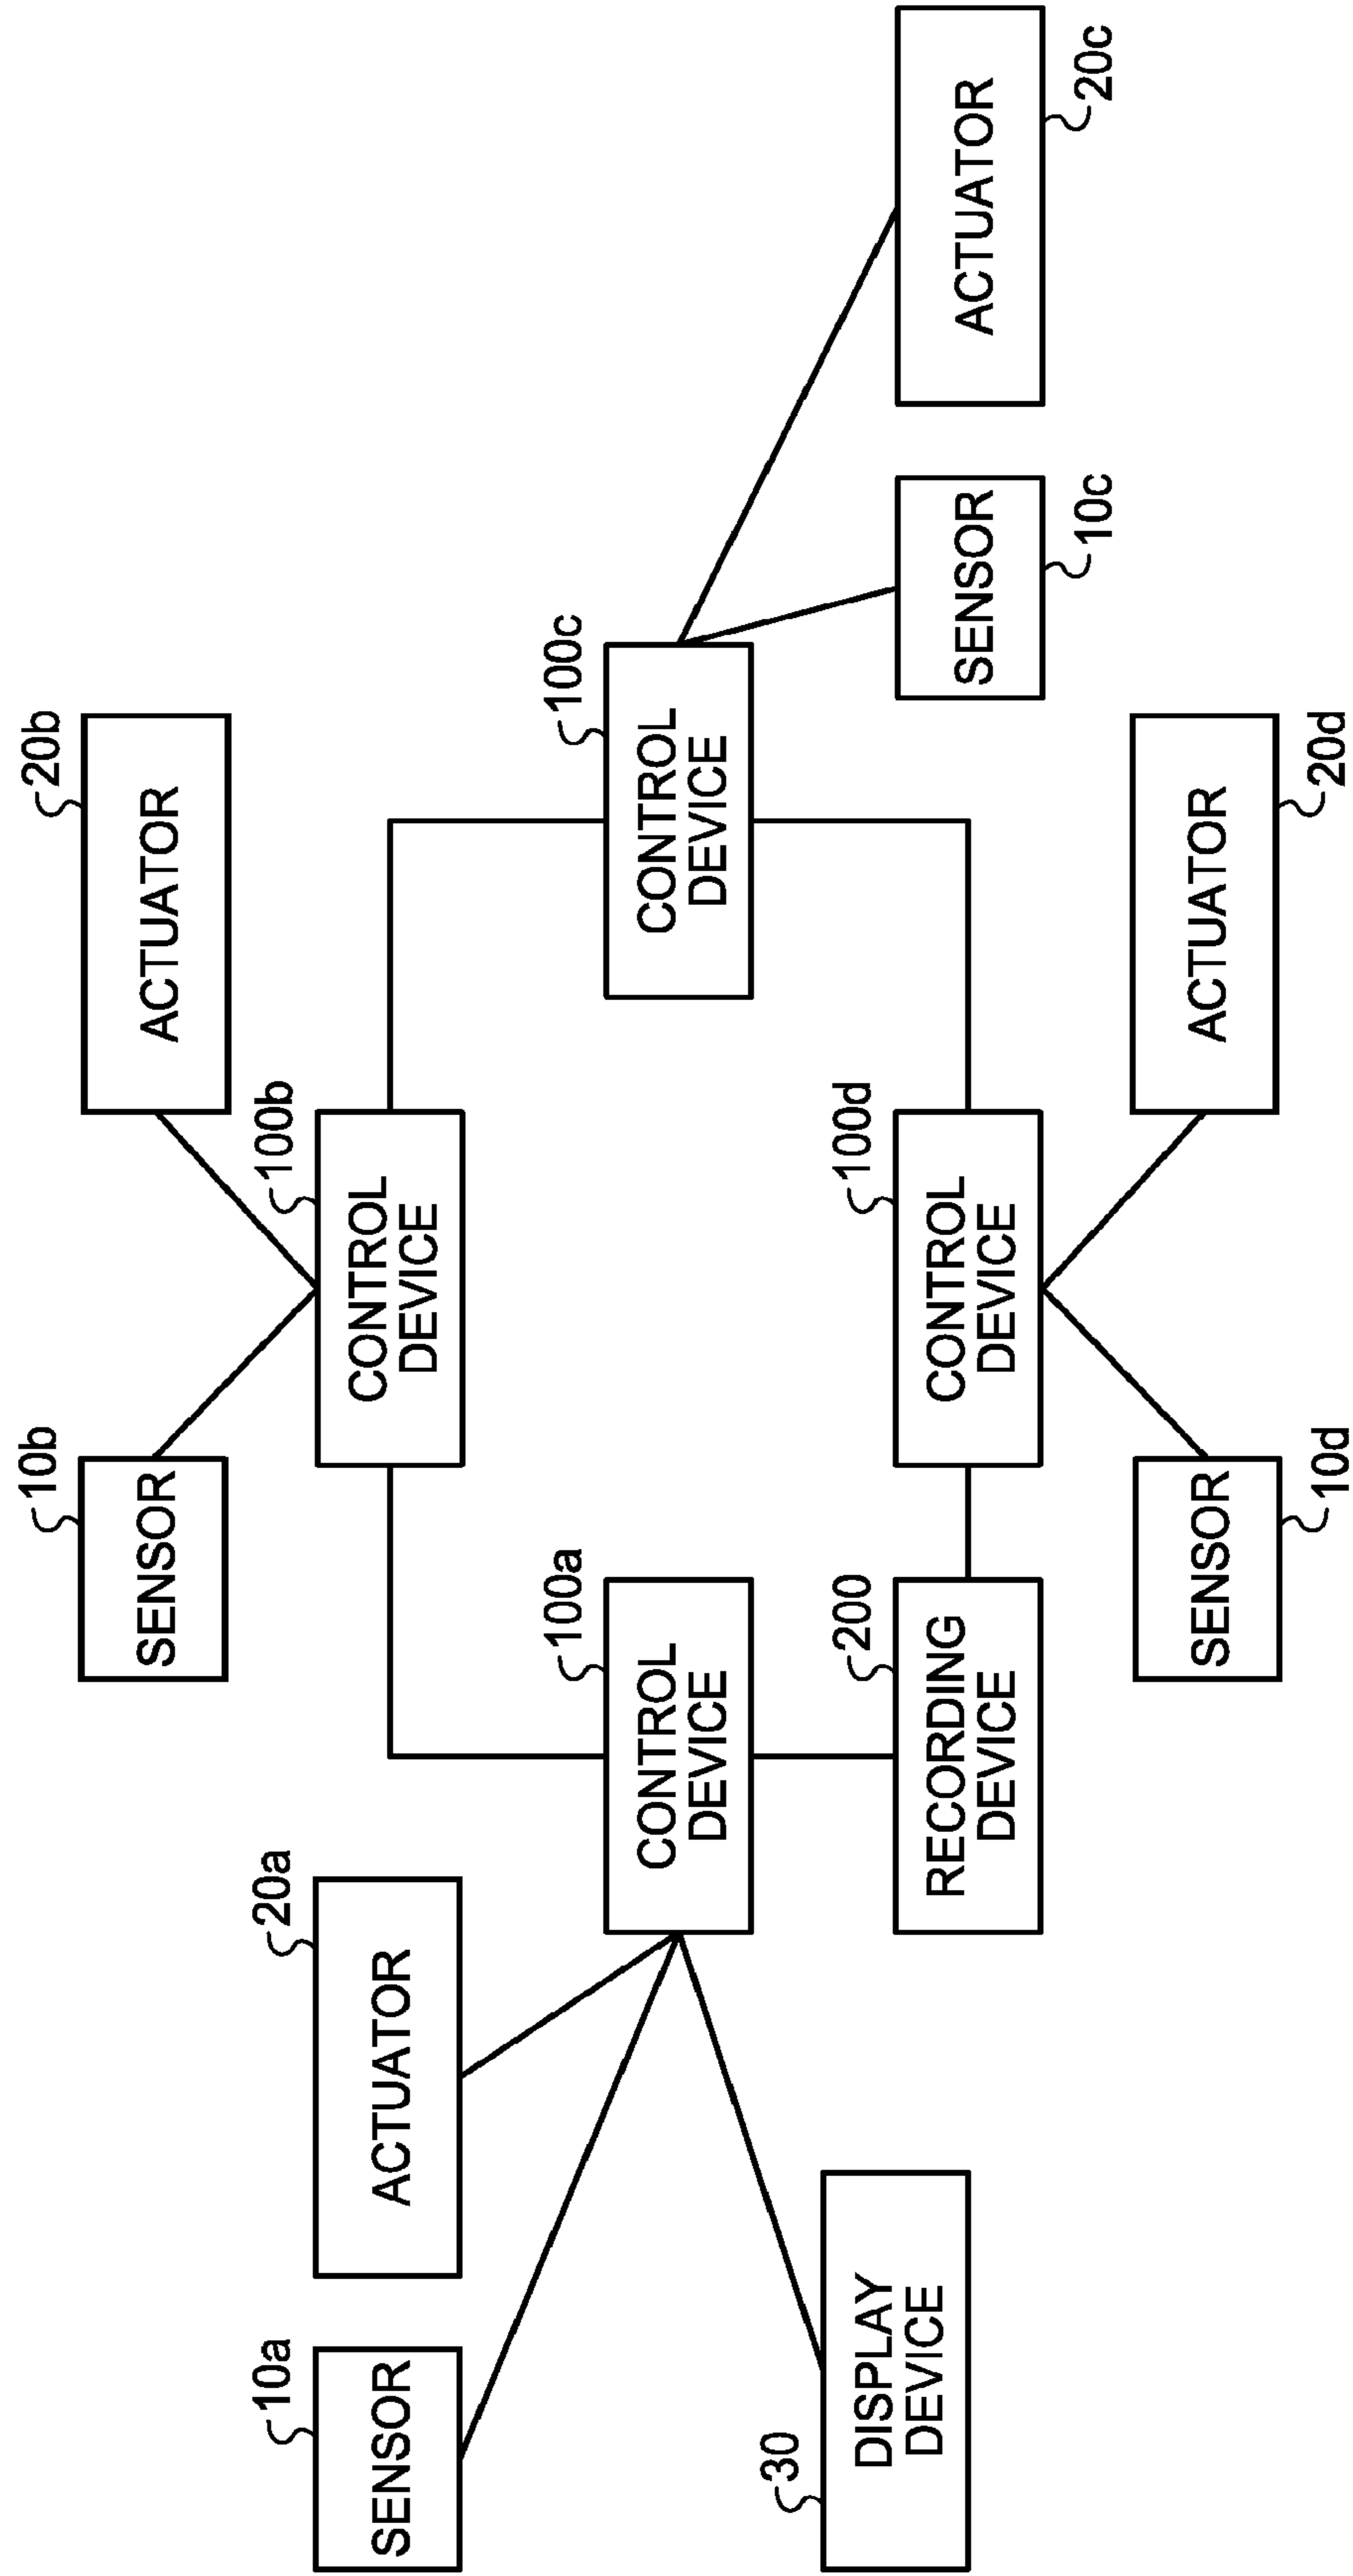 10b
SENSOR
20b
ACTUATOR
10a
SENSOR
20a
ACTUATOR
100b
CONTROL
DEVICE
100a
CONTROL
DEVICE
100c
CONTROL
DEVICE
30
DISPLAY
DEVICE
200
RECORDING
DEVICE
100d
CONTROL
DEVICE
SENSOR
10c
ACTUATOR
20c
SENSOR
10d
ACTUATOR
20d